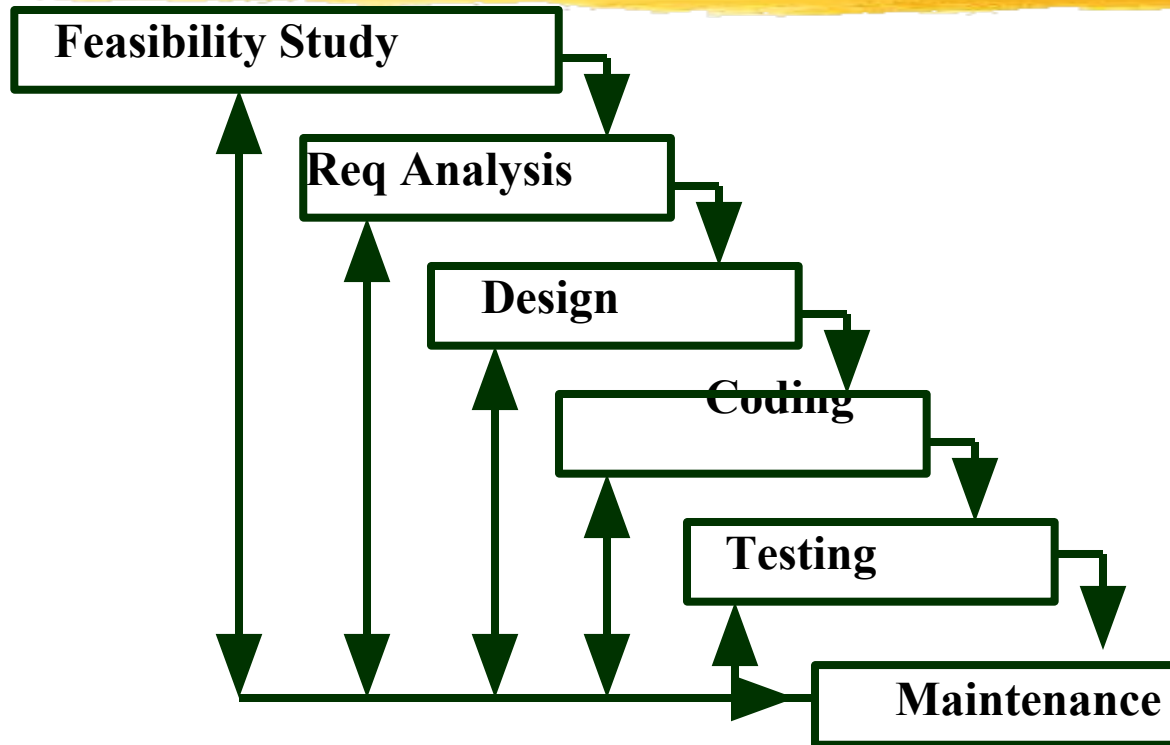 Feasibility Study
Req Analysis
Design
Coding
Testing
Maintenance